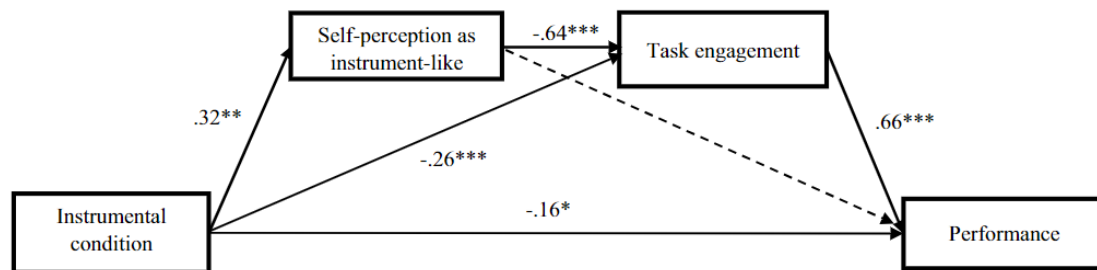 Self-perception as
instrument-like
-.64***
Task engagement
.32**
-.26***
.66***
Instrumental
condition
-.16*
Performance